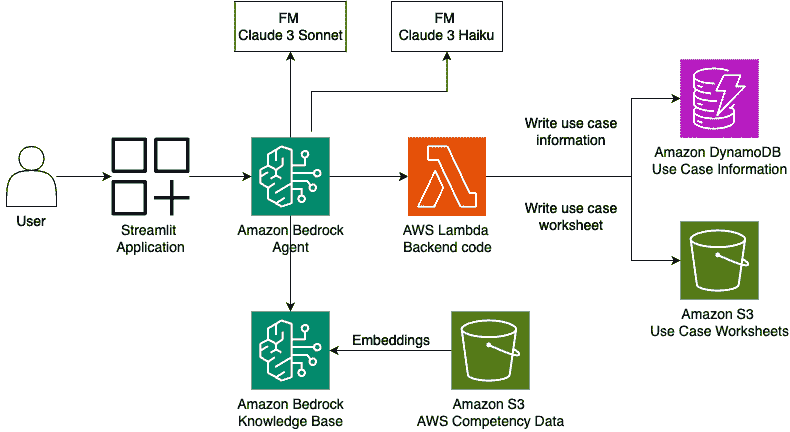 FM
Claude 3 Sonnet
FM
Claude 3 Haiku
Write use case
information
Amazon DynamoDB
Use Case Information
User
Streamlit
Application
Amazon Bedrock
Agent
AWS Lambda
Backend code
Write use case
worksheet
Amazon S3
Use Case Worksheets
Embeddings
Amazon Bedrock
Knowledge Base
Amazon S3
AWS Competency Data